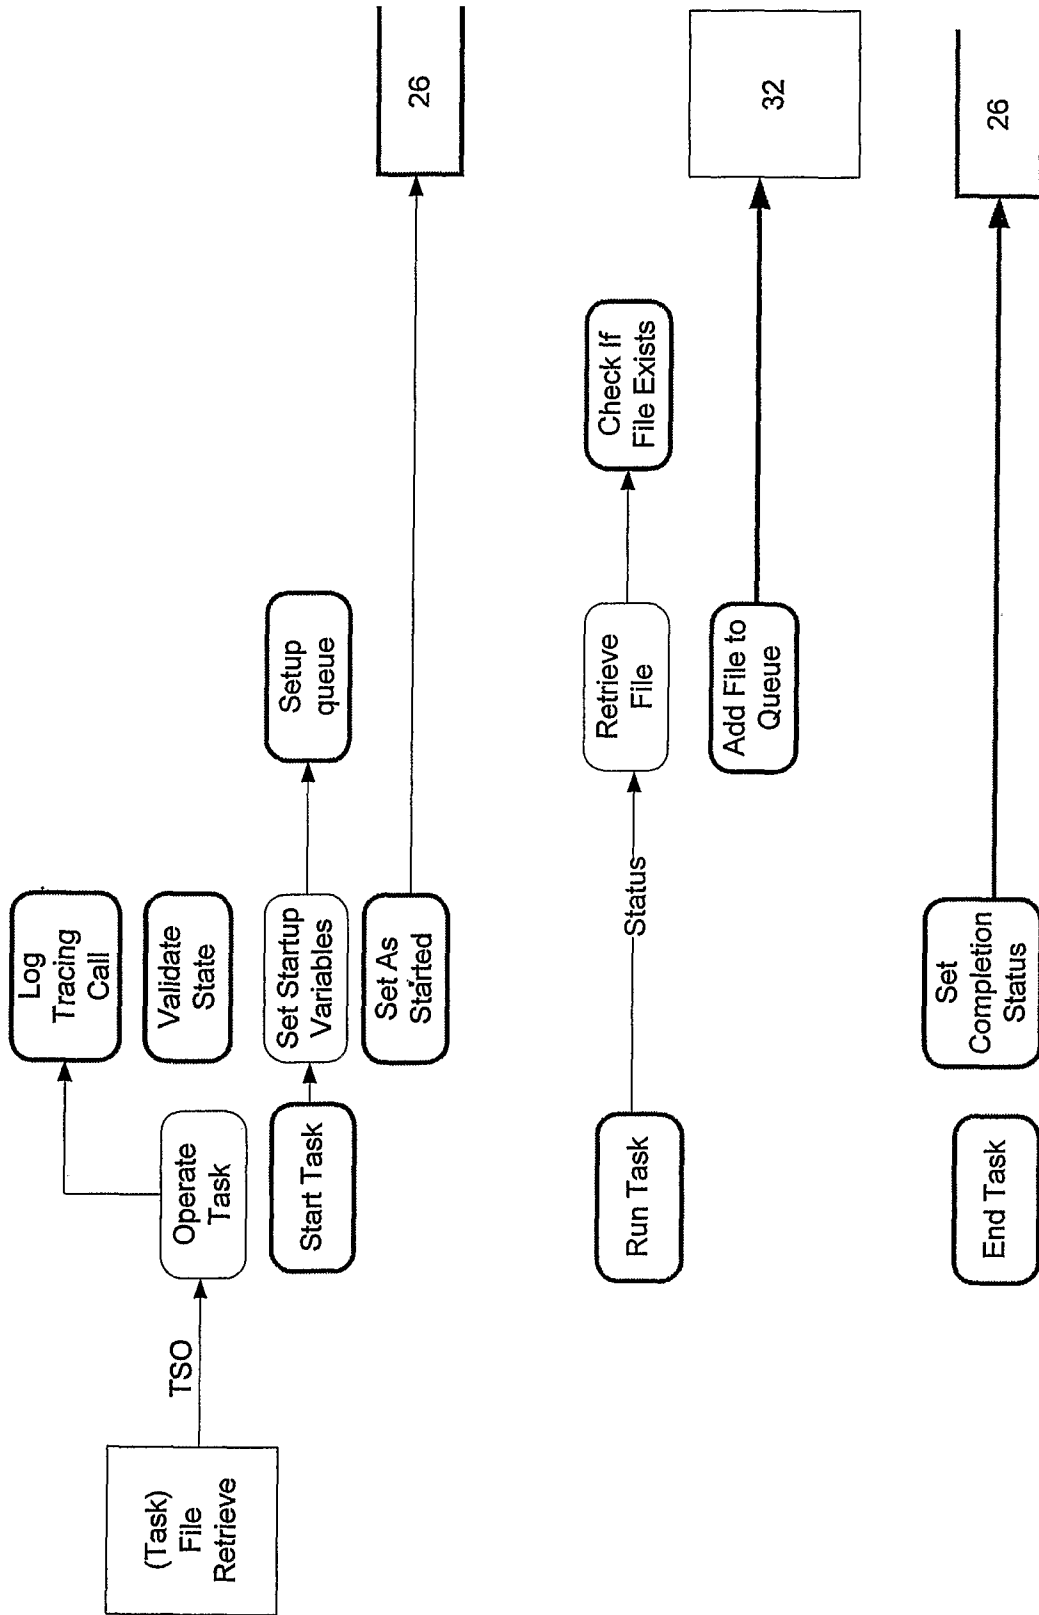 (Task)
File
Retrieve
TSO
Operate
Task
Log
Tracing
Call
Validate
State
Start Task
Set Startup
Variables
Setup
queue
Set As
Started
26
Run Task
Status
Retrieve
File
Check If
File Exists
Add File to
Queue
32
End Task
Set
Completion
Status
26